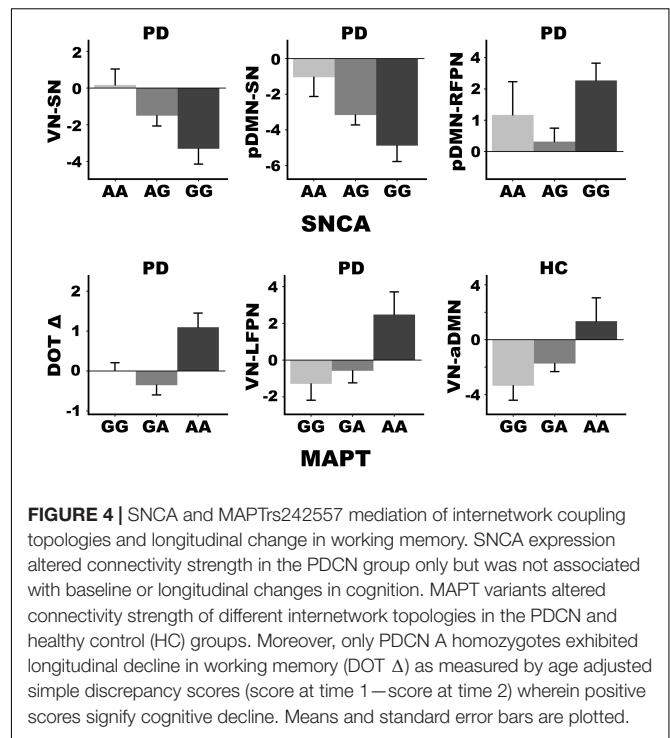 PD PD PD
VN-SN
2
0
-2
-4
AA AG GG
pDMN-SN
0
-2
-4
-6
AA AG GG
pDMN-RFPN
4
2
1
0
AA AG GG
SNCA
PD PD HC
DOT Δ
2
1
0
-1
GG GA AA
VN-LFPN
4
2
0
-2
GG GA AA
VN-aDMN
4
0
-4
GG GA AA
MAPT
FIGURE 4 | SNCA and MAPTrs242557 mediation of internetwork coupling
topologies and longitudinal change in working memory. SNCA expression
altered connectivity strength in the PDCN group only but was not associated
with baseline or longitudinal changes in cognition. MAPT variants altered
connectivity strength of different internetwork topologies in the PDCN and
healthy control (HC) groups. Moreover, only PDCN A homozygotes exhibited
longitudinal decline in working memory (DOT Δ) as measured by age adjusted
simple discrepancy scores (score at time 1—score at time 2) wherein positive
scores signify cognitive decline. Means and standard error bars are plotted.